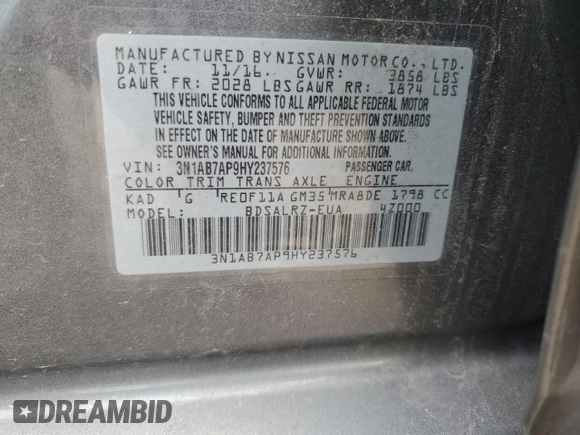 MANUFACTURED BY NISSAN MOTOR CO., LTD.
DATE: 11/16 GVWR: 3858 LBS
GAWR FR: 2028 LBS GAWR RR: 1874 LBS
THIS VEHICLE CONFORMS TO ALL APPLICABLE FEDERAL MOTOR
VEHICLE SAFETY, BUMPER AND THEFT PREVENTION STANDARDS
IN EFFECT ON THE DATE OF MANUFACTURE SHOWN ABOVE.
SEE OWNER'S MANUAL FOR ADDITIONAL INFORMATION
VIN: 3N1AB7AP9HY237576 PASSENGER CAR.
COLOR TRIM TRANS AXLE ENGINE
KAD G RE0F11A GM35 MRA8DE 1798 CC
MODEL: BDSALRZ-EUA 4Z000
3N1AB7AP9HY237576
DREAMBID